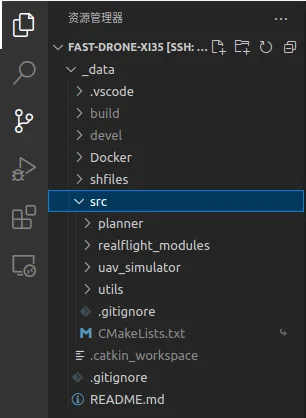 资源管理器
FAST-DRONE-XI35 [SSH: ...
_data
.vscode
build
devel
Docker
shfiles
src
planner
realflight_modules
uav_simulator
utils
.gitignore
CMakeLists.txt
.catkin_workspace
.gitignore
README.md